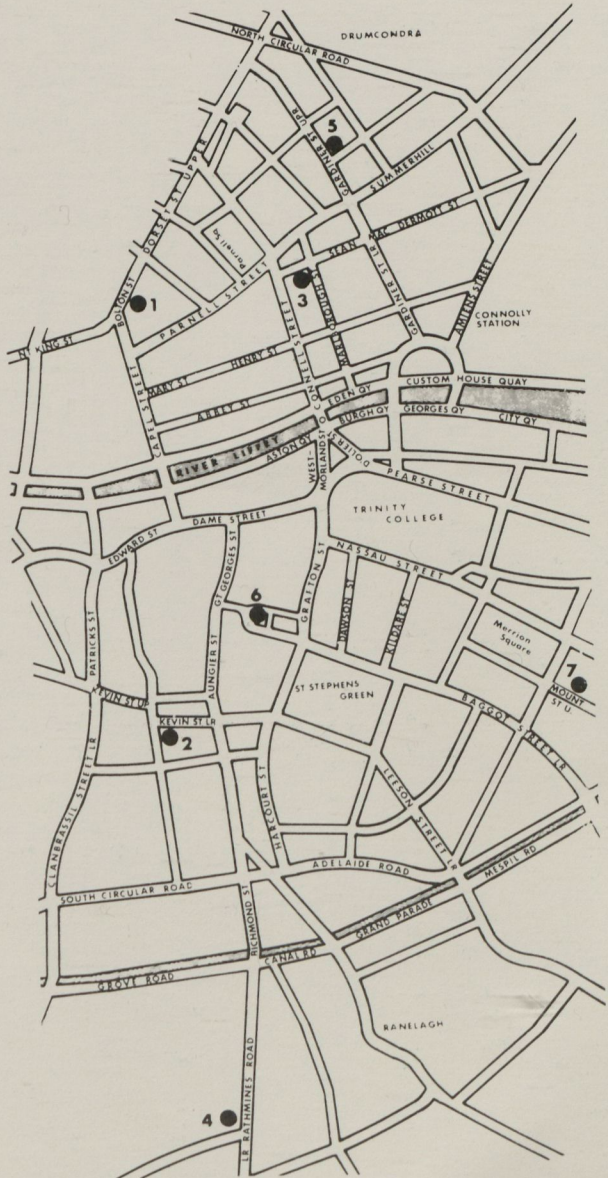 DRUMCONDRA
NORTH CIRCULAR ROAD
5
GARDINER ST UPR
SUMMERHILL
DORSET ST UPPER
Parnell Sq
SEAN MAC DERMOTT ST
BOLTON ST
1
3
PARNELL STREET
MARLBOROUGH ST
GARDINER ST LR
AMIENS STREET
CONNOLLY
STATION
NT KING ST
HENRY STREET
MARY ST
O CONNELL STREET
CAPEL STREET
ABBEY ST
EDEN QY
CUSTOM HOUSE QUAY
BURGH QY
GEORGES QY
CITY QY
RIVER LIFFEY
ASTON QY
WEST-
MORLAND ST
D'OLIER S
PEARSE STREET
DAME STREET
TRINITY
COLLEGE
EDWARD ST
NASSAU STREET
GT GEORGES ST
GRAFTON ST
6
DAWSON ST
KILDARE ST
Merrion
Square
PATRICKS ST
AUNGIER ST
7
MOUNT
ST U.
KEVIN ST UP
ST STEPHENS
GREEN
BAGGOT STREET LR
KEVIN ST LR
2
HARCOURT ST
LEESON STREET LR
CLANBRASSIL STREET LR
ADELAIDE ROAD
MESPIL RD
SOUTH CIRCULAR ROAD
RICHMOND ST
GRAND PARADE
CANAL RD
GROVE ROAD
RANELAGH
LR RATHMINES ROAD
4